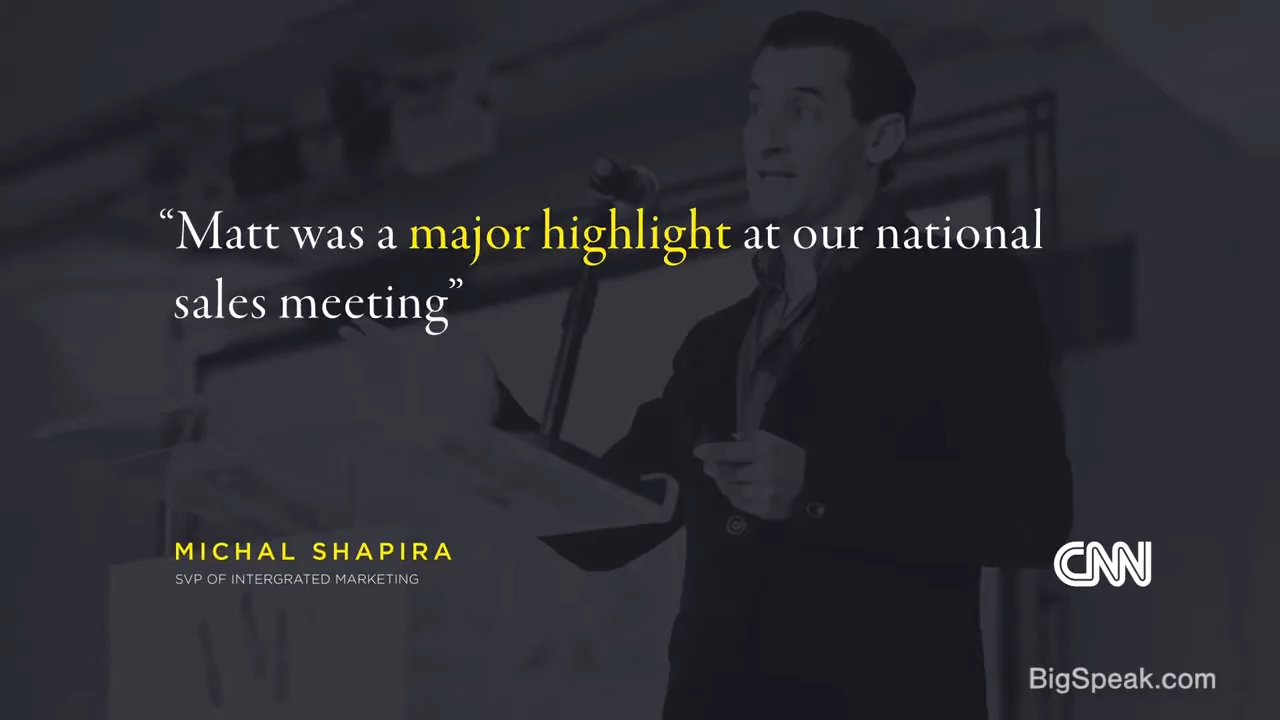 “Matt was a major highlight at our national
sales meeting”
MICHAL SHAPIRA
SVP OF INTERGRATED MARKETING
CNN
BigSpeak.com